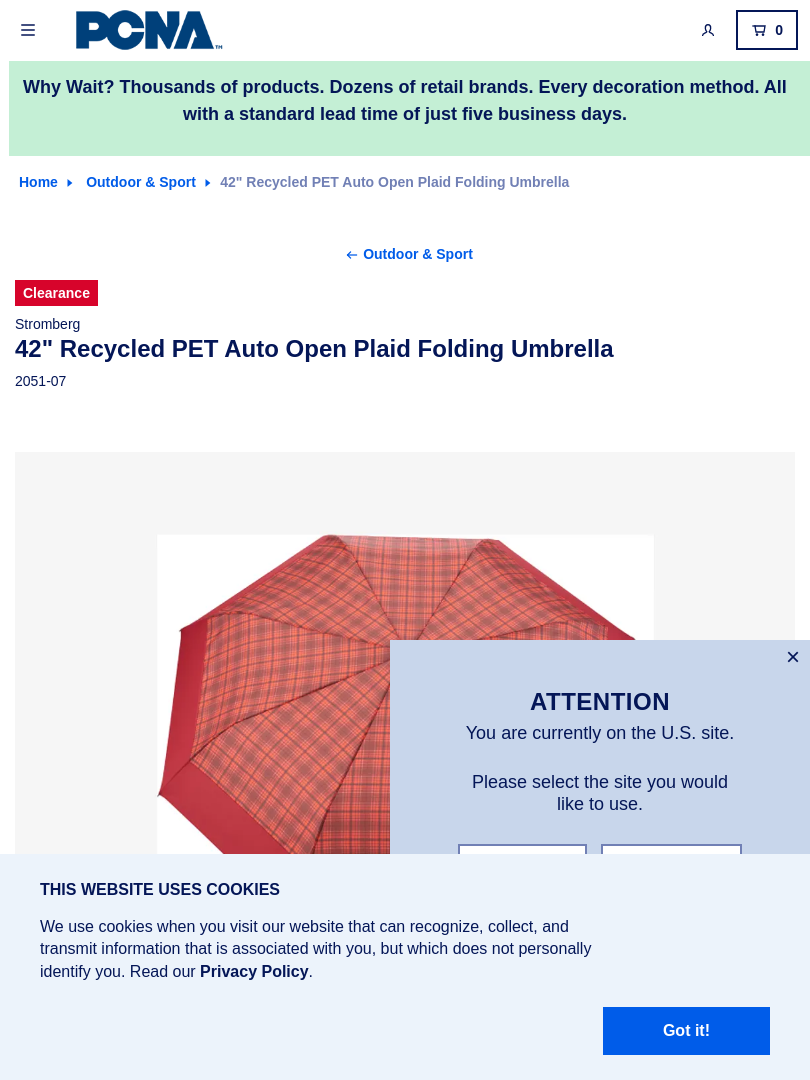 PCNA™
0
Why Wait? Thousands of products. Dozens of retail brands. Every decoration method. All
with a standard lead time of just five business days.
Home Outdoor & Sport 42" Recycled PET Auto Open Plaid Folding Umbrella
Outdoor & Sport
Clearance
Stromberg
42" Recycled PET Auto Open Plaid Folding Umbrella
2051-07
ATTENTION
You are currently on the U.S. site.
Please select the site you would
like to use.
THIS WEBSITE USES COOKIES
We use cookies when you visit our website that can recognize, collect, and
transmit information that is associated with you, but which does not personally
identify you. Read our Privacy Policy.
Got it!